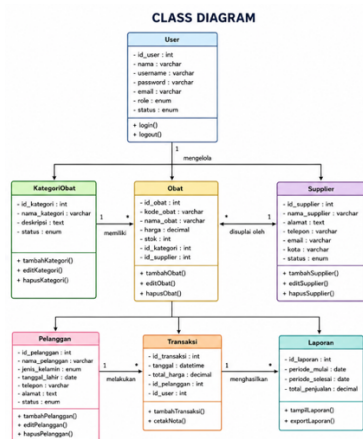 CLASS DIAGRAM
User
- id_user : int
- nama : varchar
- username : varchar
- password : varchar
- email : varchar
- role : enum
- status : enum
+ login()
+ logout()
1
mengelola
KategoriObat
- id_kategori : int
- nama_kategori : varchar
- deskripsi : text
- status : enum
+ tambahKategori()
+ editKategori()
+ hapusKategori()
1
*
memiliki
Obat
- id_obat : int
- kode_obat : varchar
- nama_obat : varchar
- harga : decimal
- stok : int
- id_kategori : int
- id_supplier : int
+ tambahObat()
+ editObat()
+ hapusObat()
*
1
disuplai oleh
Supplier
- id_supplier : int
- nama_supplier : varchar
- alamat : text
- telepon : varchar
- email : varchar
- kota : varchar
- status : enum
+ tambahSupplier()
+ editSupplier()
+ hapusSupplier()
Pelanggan
- id_pelanggan : int
- nama_pelanggan : varchar
- jenis_kelamin : enum
- tanggal_lahir : date
- telepon : varchar
- alamat : text
- status : enum
+ tambahPelanggan()
+ editPelanggan()
+ hapusPelanggan()
1
*
melakukan
Transaksi
- id_transaksi : int
- tanggal : datetime
- total_harga : decimal
- id_pelanggan : int
- id_user : int
+ tambahTransaksi()
+ cetakNota()
*
1
menghasilkan
Laporan
- id_laporan : int
- periode_mulai : date
- periode_selesai : date
- total_penjualan : decimal
+ tampilLaporan()
+ exportLaporan()